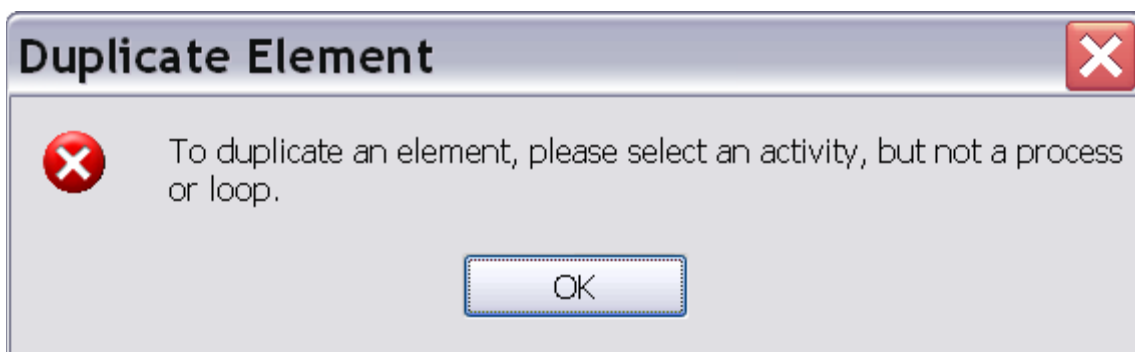 Duplicate Element
To duplicate an element, please select an activity, but not a process
or loop.
OK